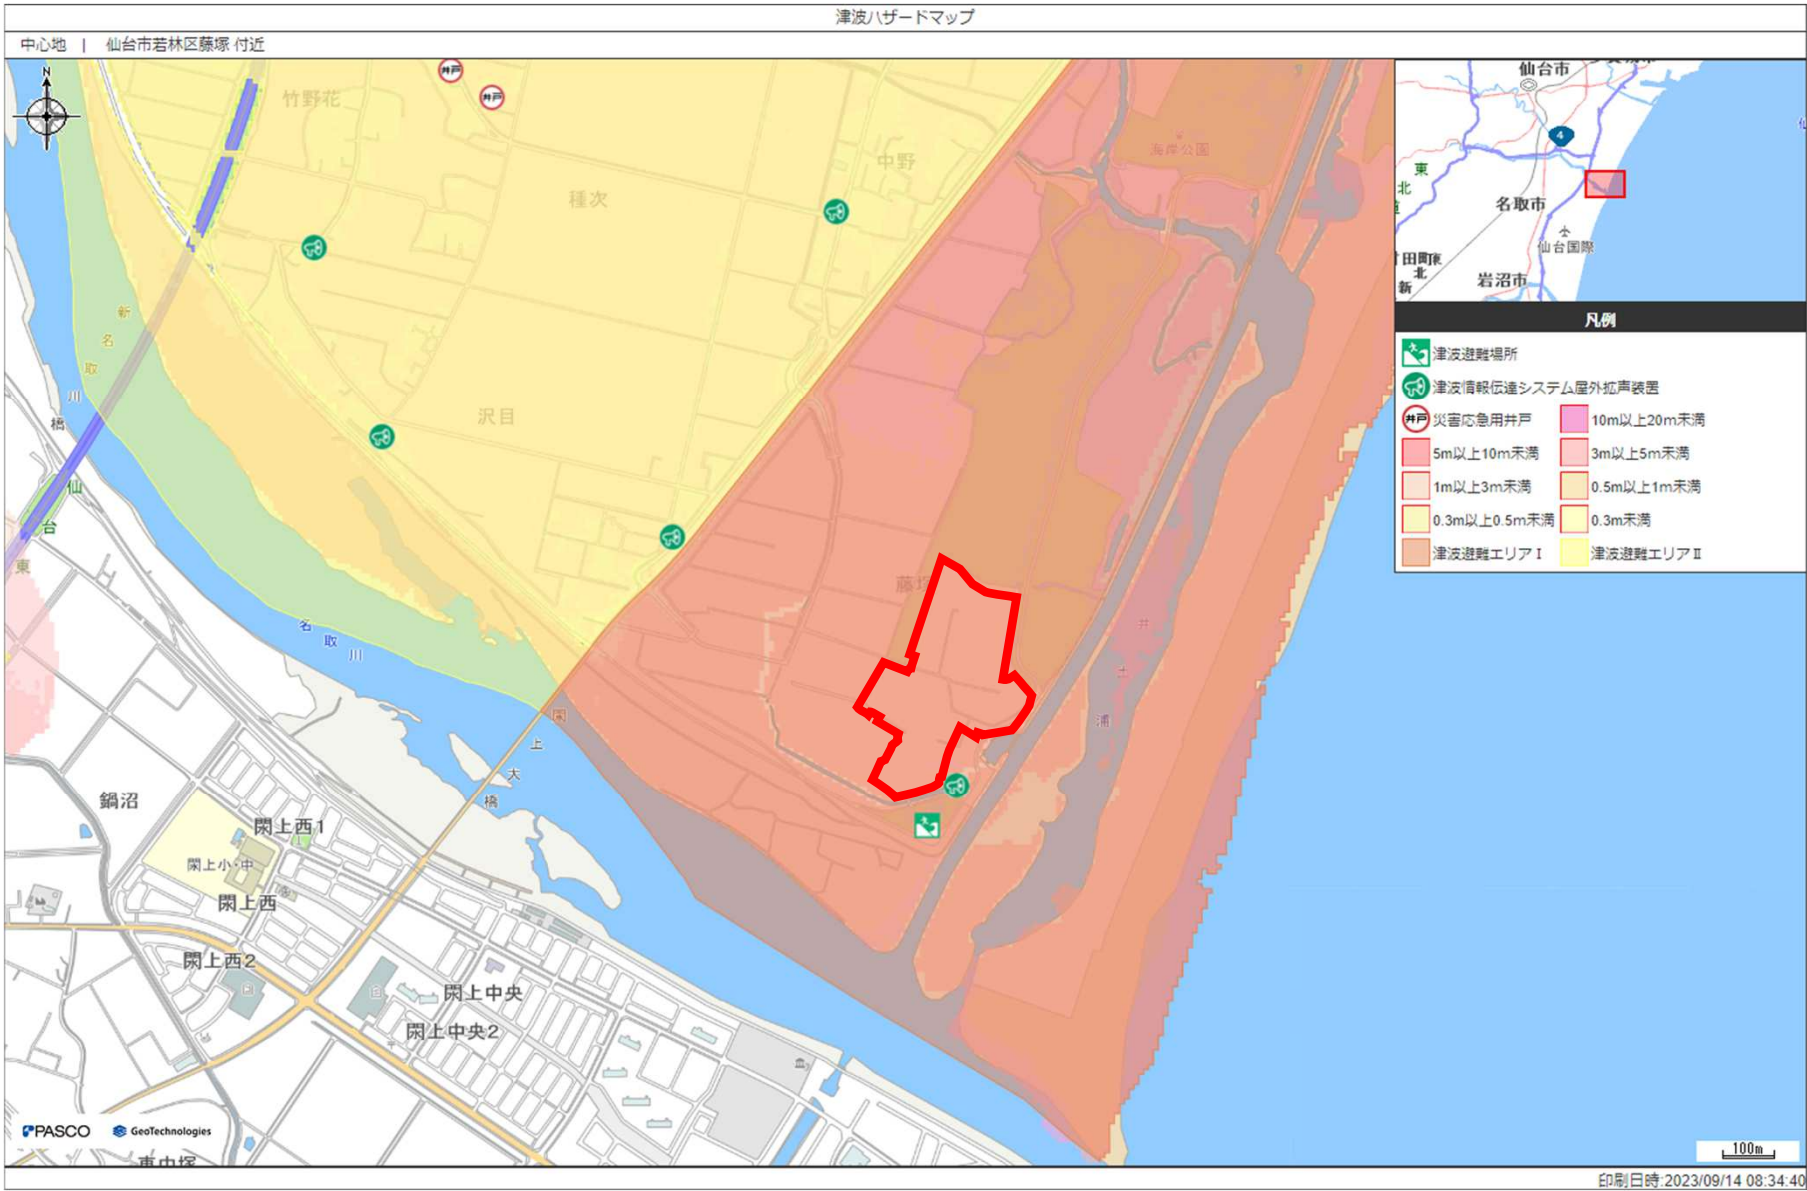 津波ハザードマップ
中心地 | 仙台市若林区藤塚 付近
N
井戸
井戸
竹野花
種次
中野
海岸公園
沢目
新
名
取
川
橋
仙
台
東
名
取
川
閖
上
大
橋
井
土
浦
鍋沼
閖上西1
閖上小・中
閖上西
閖上西2
閖上中央
閖上中央2
仙台市
4
東
北
名取市
仙台国際
岩沼市
凡例
津波避難場所
津波情報伝達システム屋外拡声装置
井戸 災害応急用井戸
10m以上20m未満
5m以上10m未満
3m以上5m未満
1m以上3m未満
0.5m以上1m未満
0.3m以上0.5m未満
0.3m未満
津波避難エリアⅠ
津波避難エリアⅡ
PASCO
GeoTechnologies
100m
印刷日時:2023/09/14 08:34:40